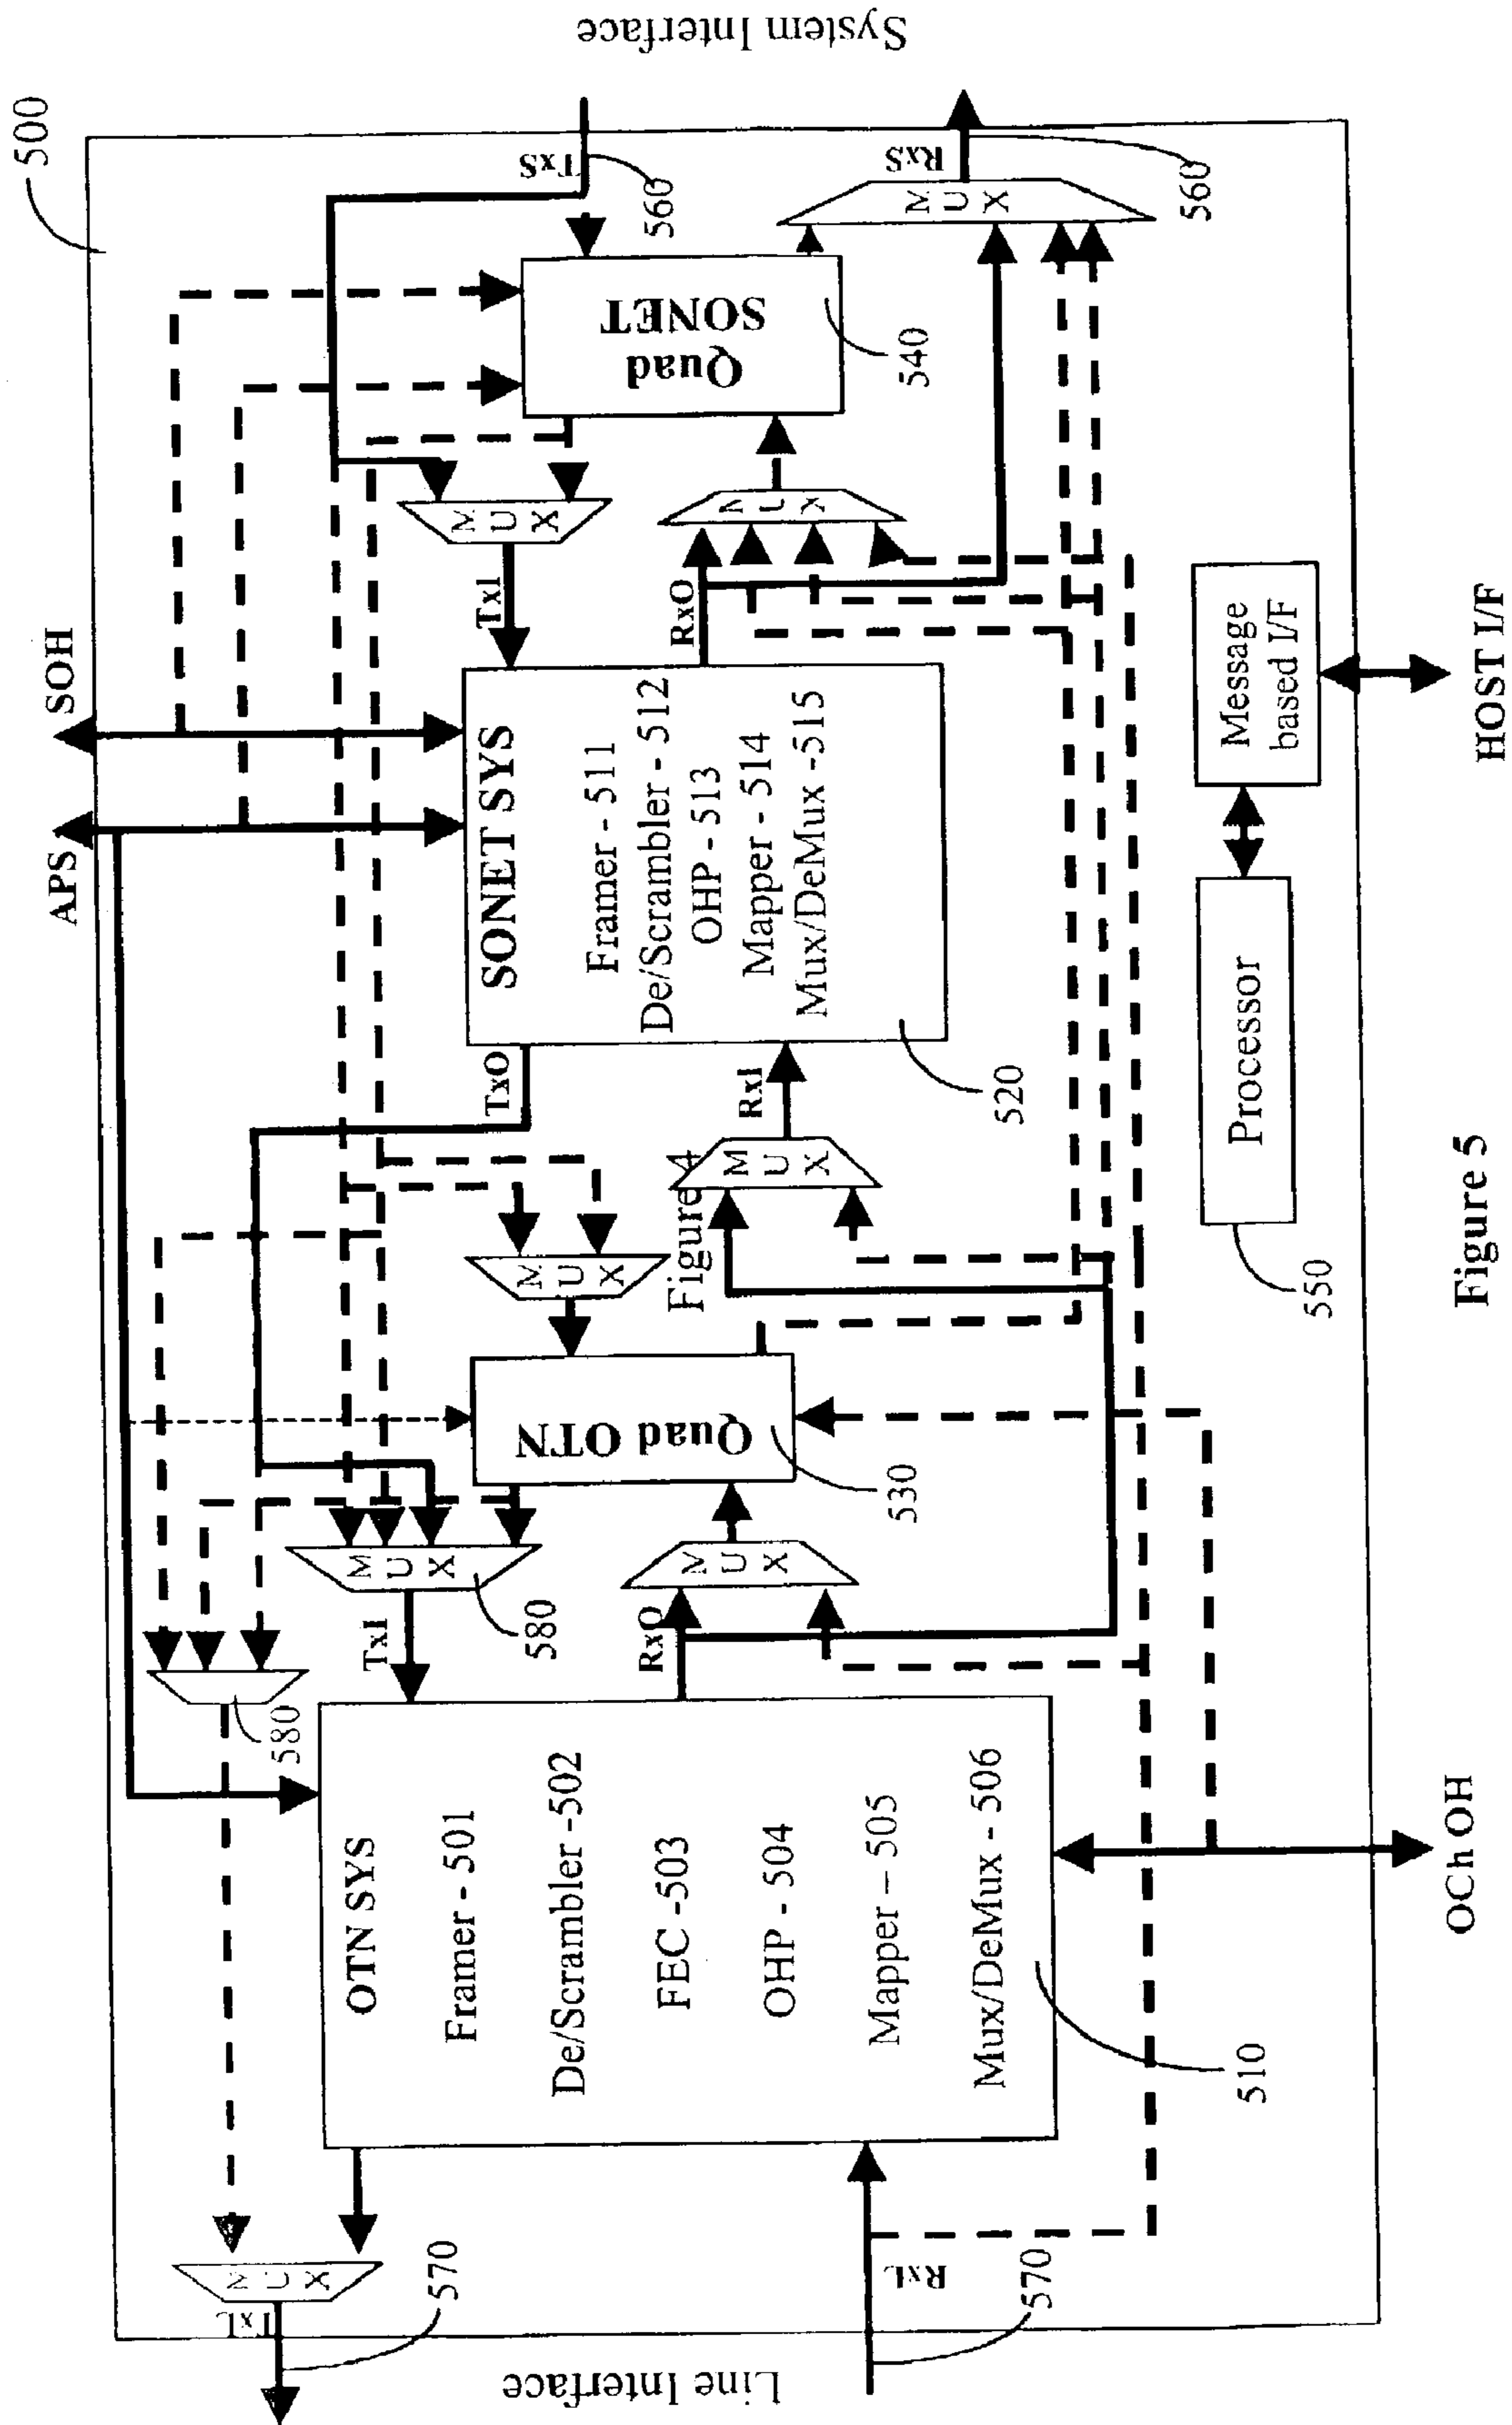 500
System Interface
TxS
560
RxS
560
APS
SOH
MUX
Quad
SONET
540
TxI
MUX
RxO
SONET SYS
Framer - 511
De/Scrambler - 512
OHP - 513
Mapper - 514
Mux/DeMux -515
520
TxO
RxI
MUX
MUX
Figure 4
MUX
Quad OTN
530
MUX
580
MUX
TxI
RxO
580
OTN SYS
Framer - 501
De/Scrambler -502
FEC -503
OHP - 504
Mapper – 505
Mux/DeMux - 506
510
MUX
TxL
570
RxL
570
Line Interface
OCh OH
Processor
550
Message
based I/F
HOST I/F
Figure 5